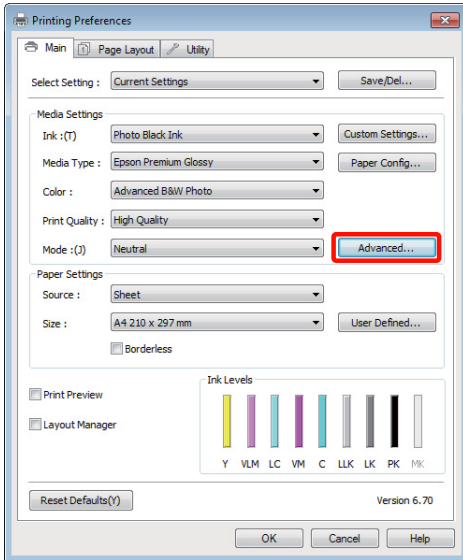 Printing Preferences
Main Page Layout Utility
Select Setting : Current Settings Save/Del...
Media Settings
Ink :(T) Photo Black Ink Custom Settings...
Media Type : Epson Premium Glossy Paper Config...
Color : Advanced B&W Photo
Print Quality : High Quality
Mode :(J) Neutral Advanced...
Paper Settings
Source : Sheet
Size : A4 210 x 297 mm User Defined...
Borderless
Print Preview
Layout Manager
Ink Levels
Y VLM LC VM C LLK LK PK MK
Reset Defaults(Y) Version 6.70
OK Cancel Help